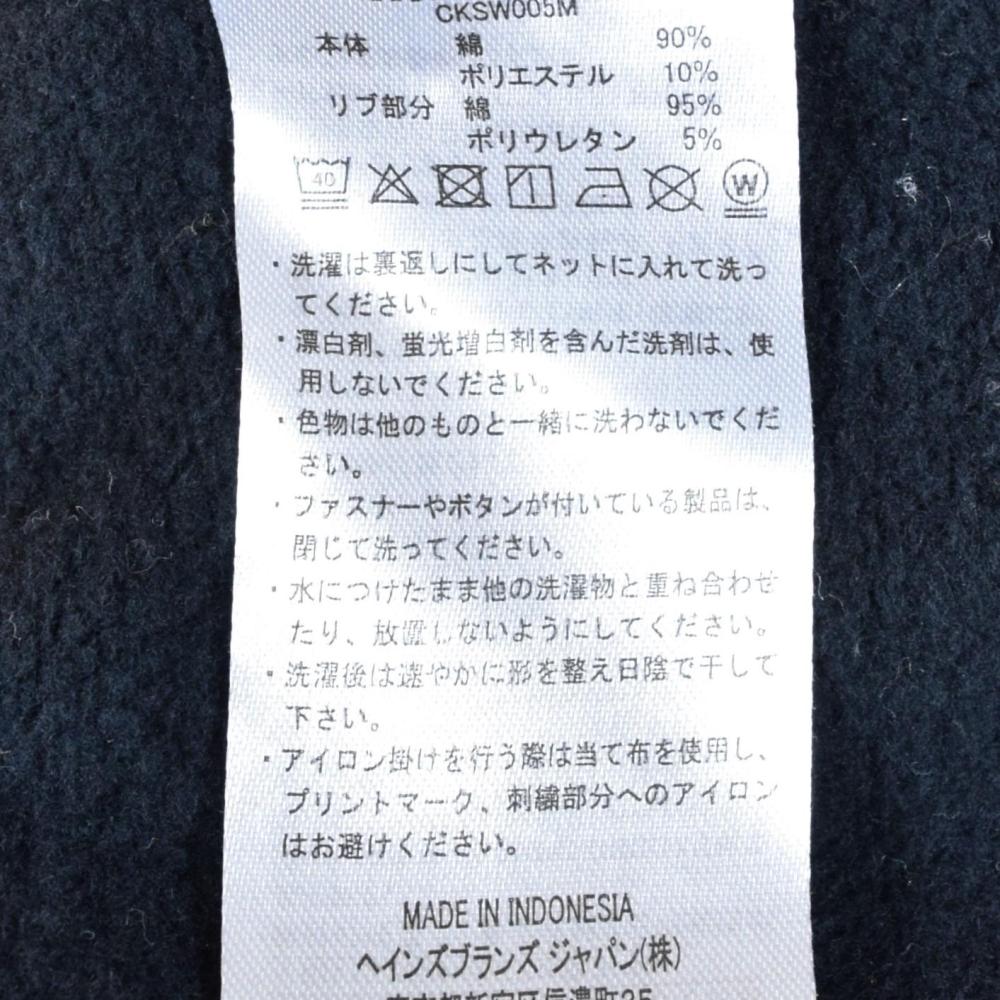 CKSW005M
本体 綿 90%
ポリエステル 10%
リブ部分 綿 95%
ポリウレタン 5%
40 W
・洗濯は裏返しにしてネットに入れて洗っ
てください。
・漂白剤、蛍光増白剤を含んだ洗剤は、使
用しないでください。
・色物は他のものと一緒に洗わないでくだ
さい。
・ファスナーやボタンが付いている製品は、
閉じて洗ってください。
・水につけたまま他の洗濯物と重ね合わせ
たり、放置しないようにしてください。
・洗濯後は速やかに形を整え日陰で干して
下さい。
・アイロン掛けを行う際は当て布を使用し、
プリントマーク、刺繍部分へのアイロン
はお避けください。
MADE IN INDONESIA
ヘインズブランズ ジャパン(株)
東京都新宿区信濃町35